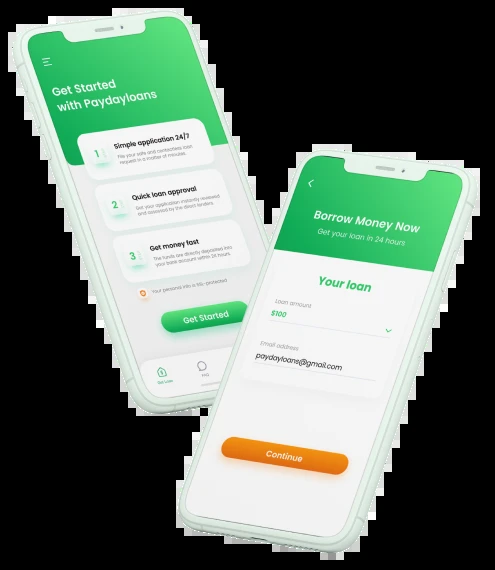 Get Started
with Paydayloans
1
Simple application 24/7
File your safe and contactless loan
request in a matter of minutes.
2
Quick loan approval
Get your application instantly reviewed
and assessed by the direct lenders.
3
Get money fast
The funds are directly deposited into
your bank account within 24 hours.
Your personal info is
Get Started
Get Loan
FAQ
Borrow Money Now
Get your loan in 24 hours
Your loan
Loan amount
$100
Email address
paydayloans@gmail.com
Continue